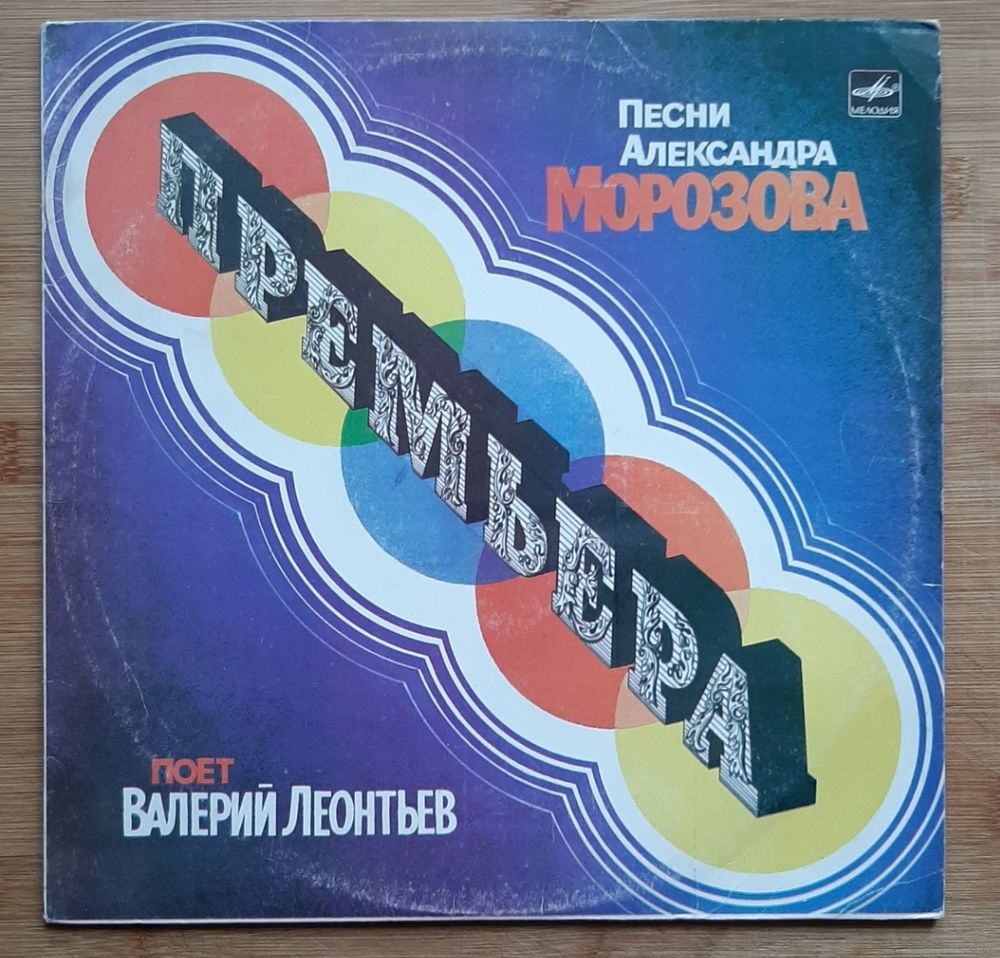 Песни
Александра
Морозова
МЕЛОДИЯ
ПРЕМЬЕРА
ПОЕТ
Валерий Леонтьев